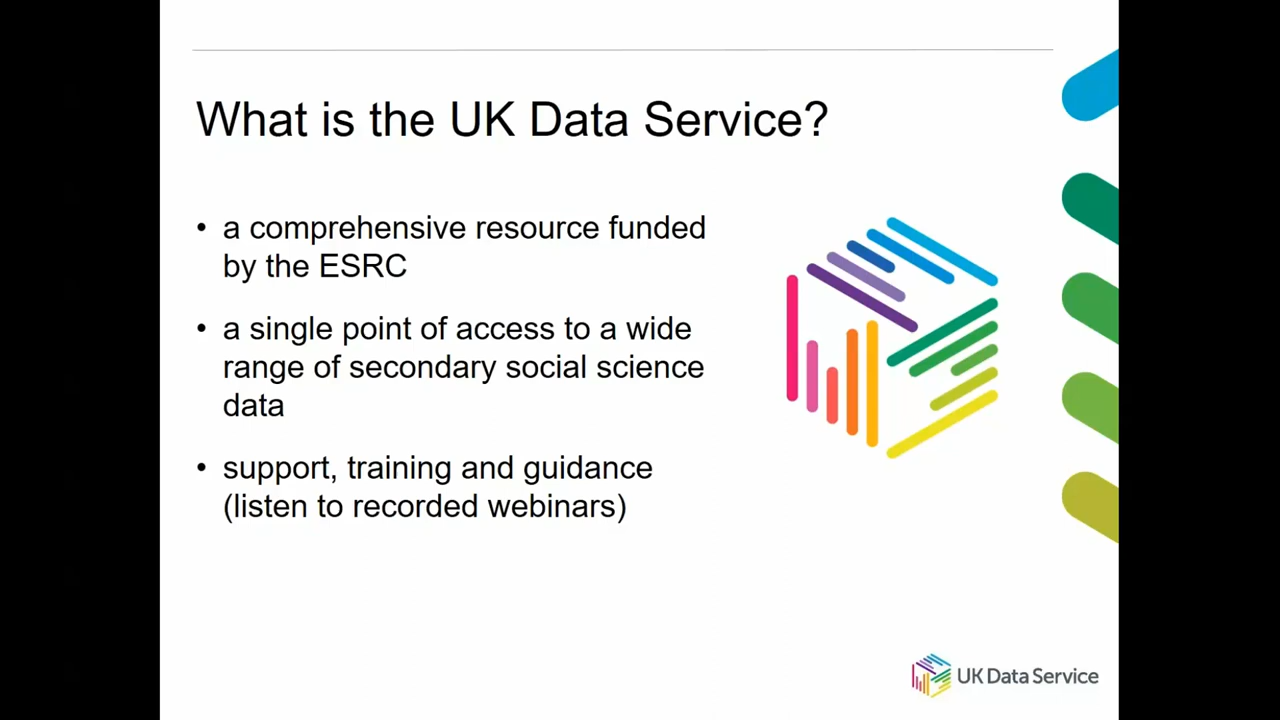 What is the UK Data Service?
• a comprehensive resource funded
by the ESRC
• a single point of access to a wide
range of secondary social science
data
• support, training and guidance
(listen to recorded webinars)
UK Data Service